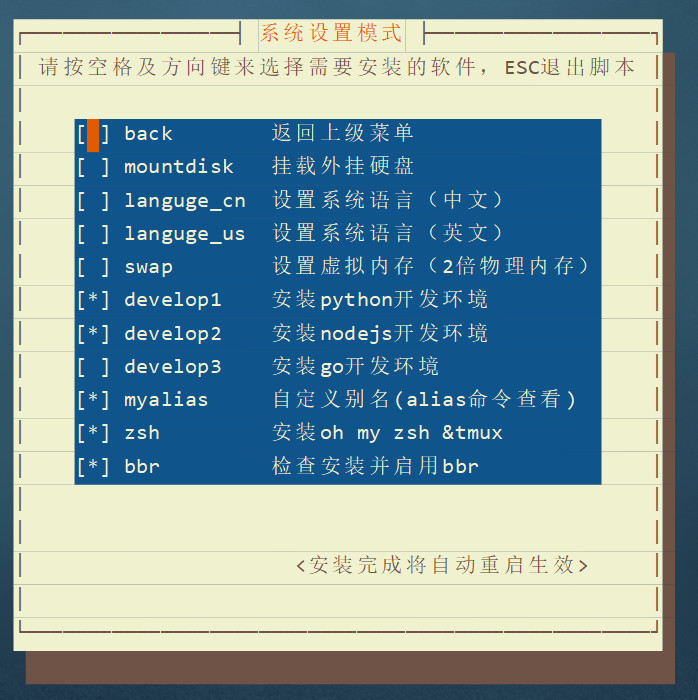 系统设置模式
请按空格及方向键来选择需要安装的软件，ESC退出脚本
[ ] back 返回上级菜单
[ ] mountdisk 挂载外挂硬盘
[ ] languge_cn 设置系统语言（中文）
[ ] languge_us 设置系统语言（英文）
[ ] swap 设置虚拟内存（2倍物理内存）
[*] develop1 安装python开发环境
[*] develop2 安装nodejs开发环境
[ ] develop3 安装go开发环境
[*] myalias 自定义别名(alias命令查看)
[*] zsh 安装oh my zsh &tmux
[*] bbr 检查安装并启用bbr
<安装完成将自动重启生效>